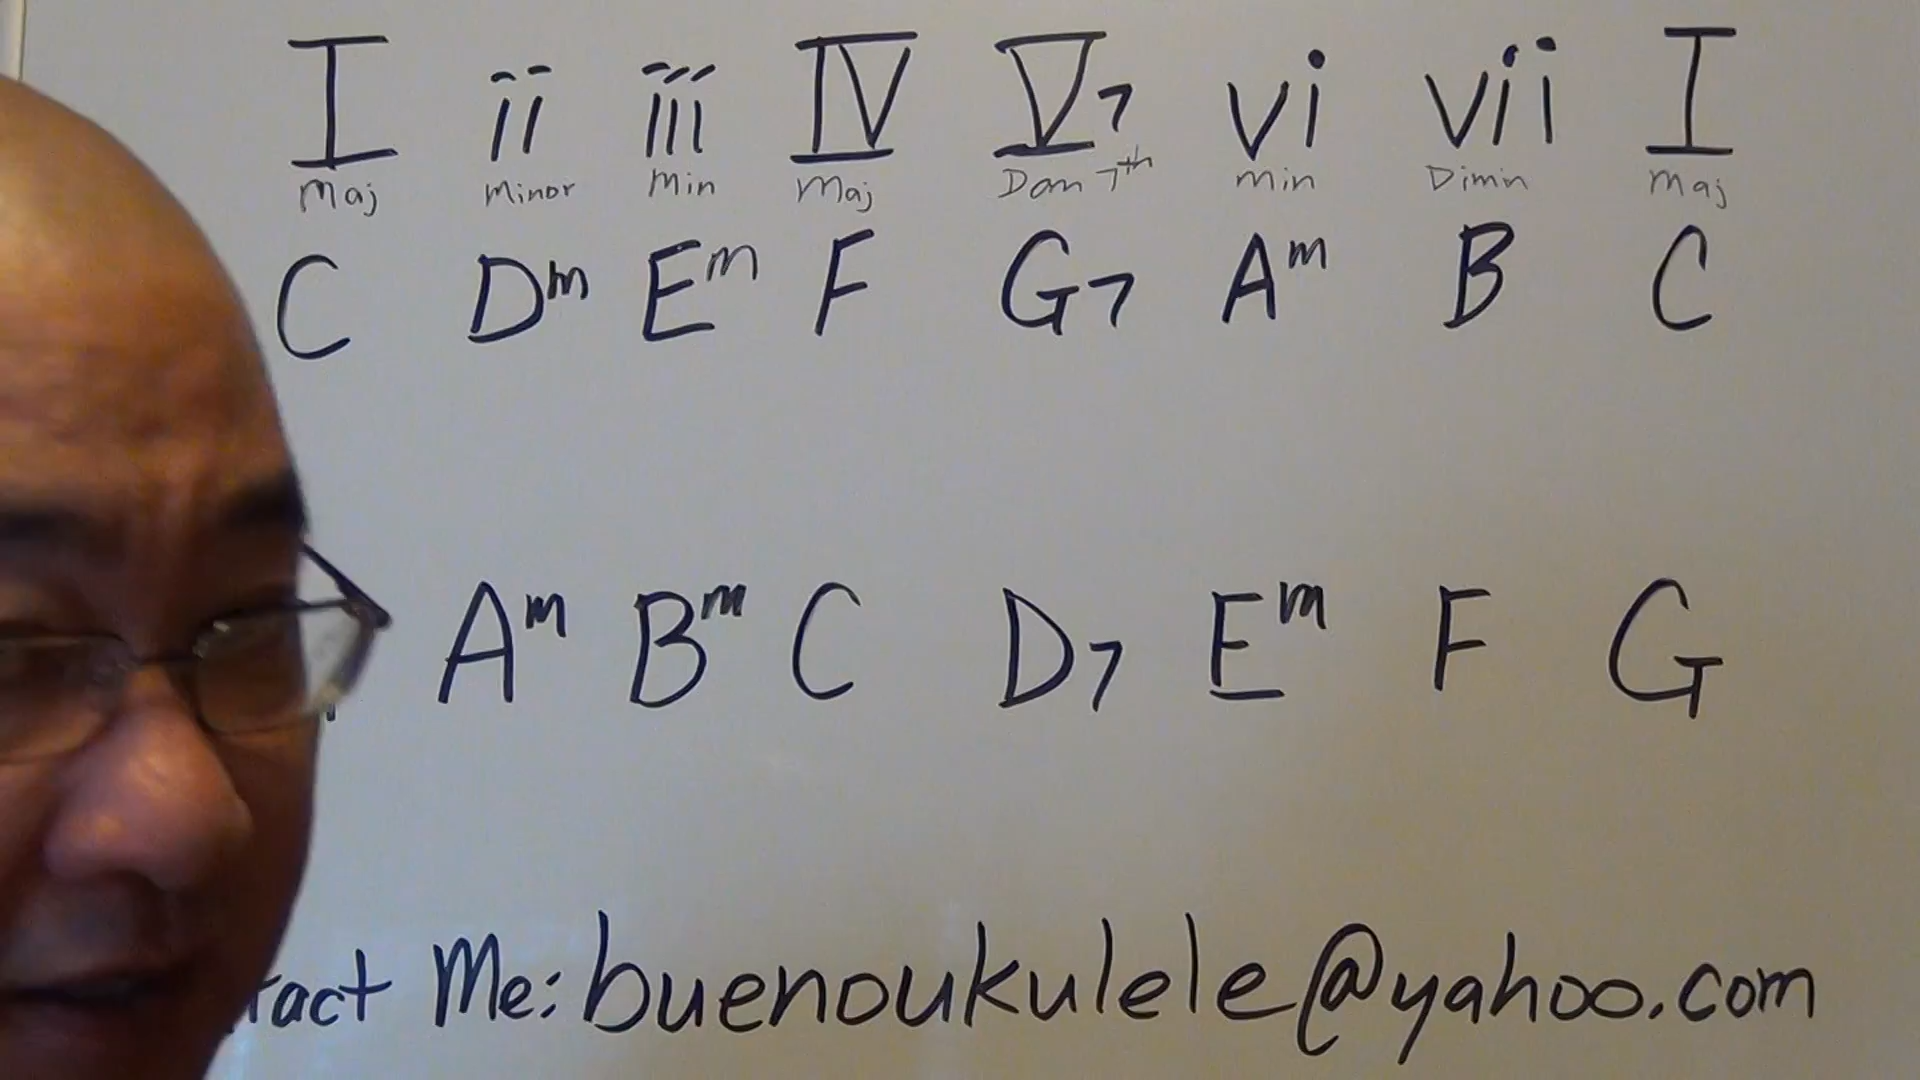 I ii iii IV V7 vi vii I
Maj Minor Min Maj Dom 7th Min Dimin Maj
C Dm Em F G7 Am B C
Am Bm C D7 Em F G
tact Me: buenoukulele@yahoo.com